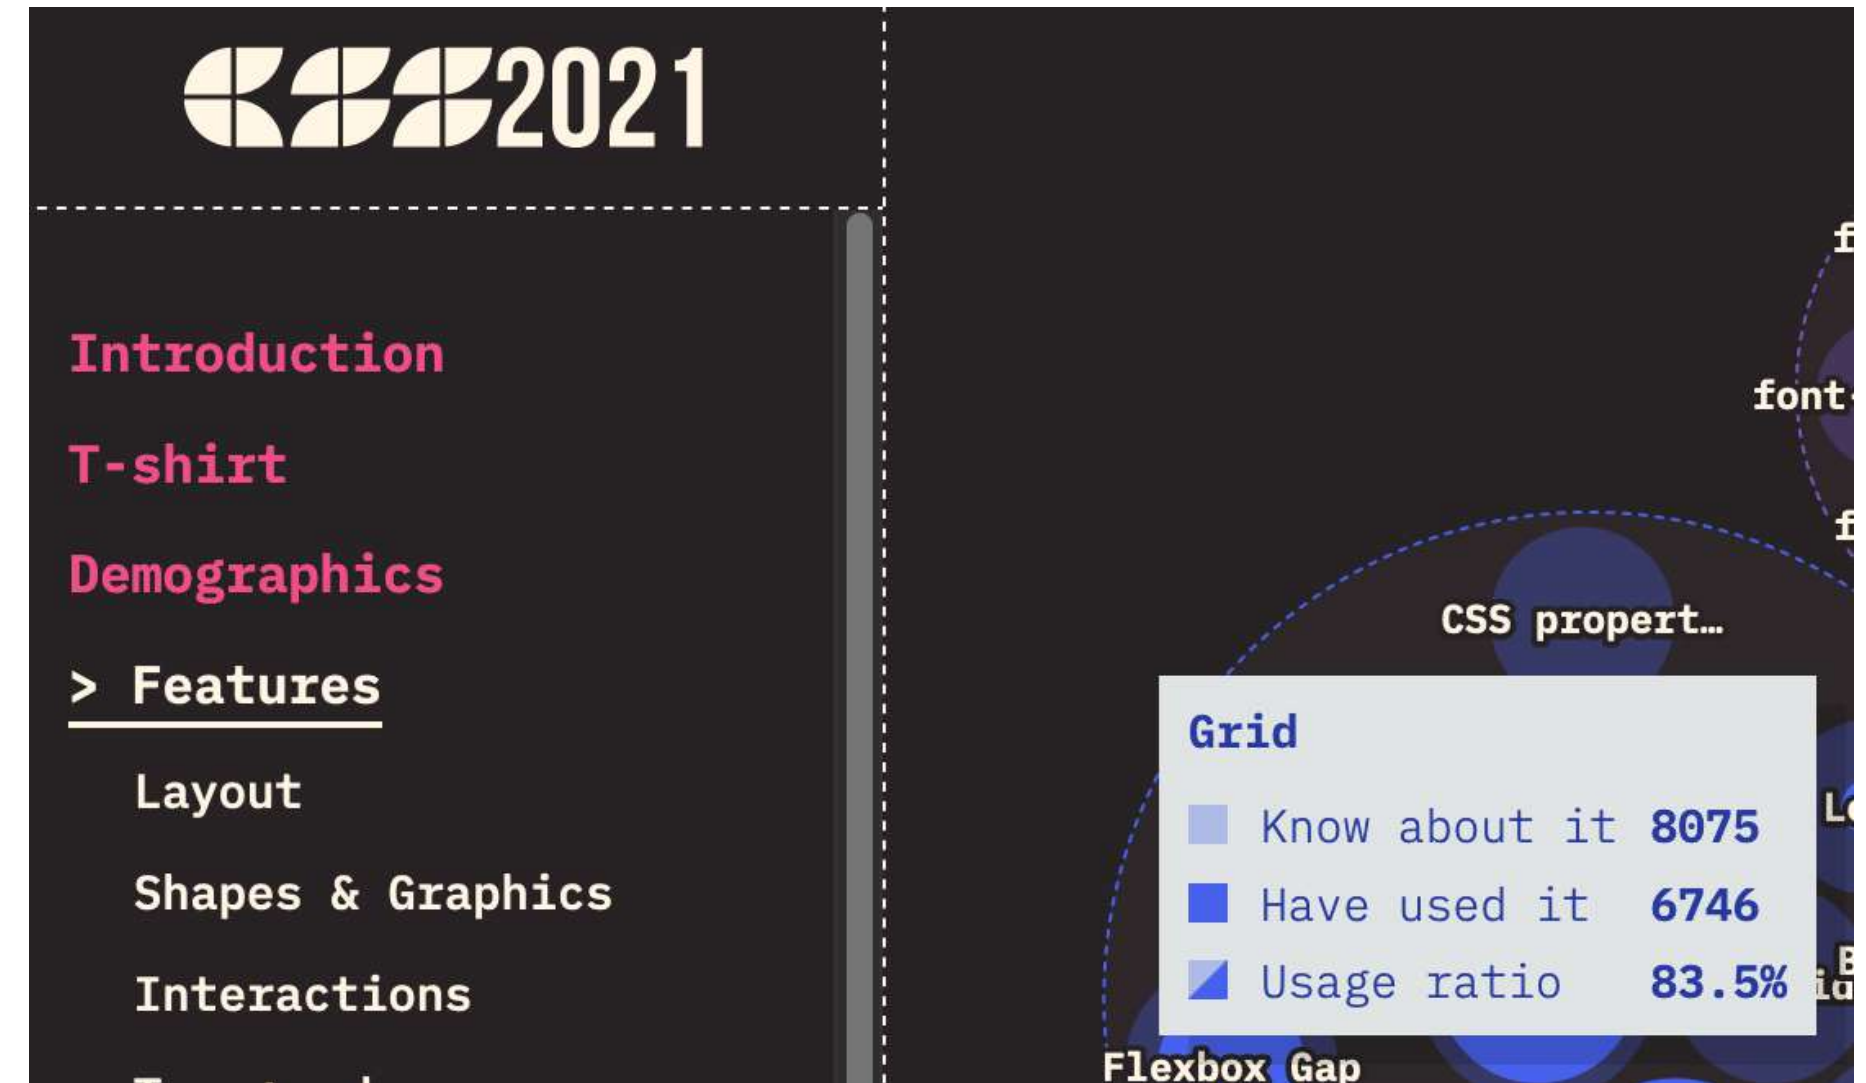 CSS2021
Introduction
T-shirt
Demographics
> Features
Layout
Shapes & Graphics
Interactions
CSS propert…
Grid
Know about it 8075
Have used it 6746
Usage ratio 83.5%
Flexbox Gap